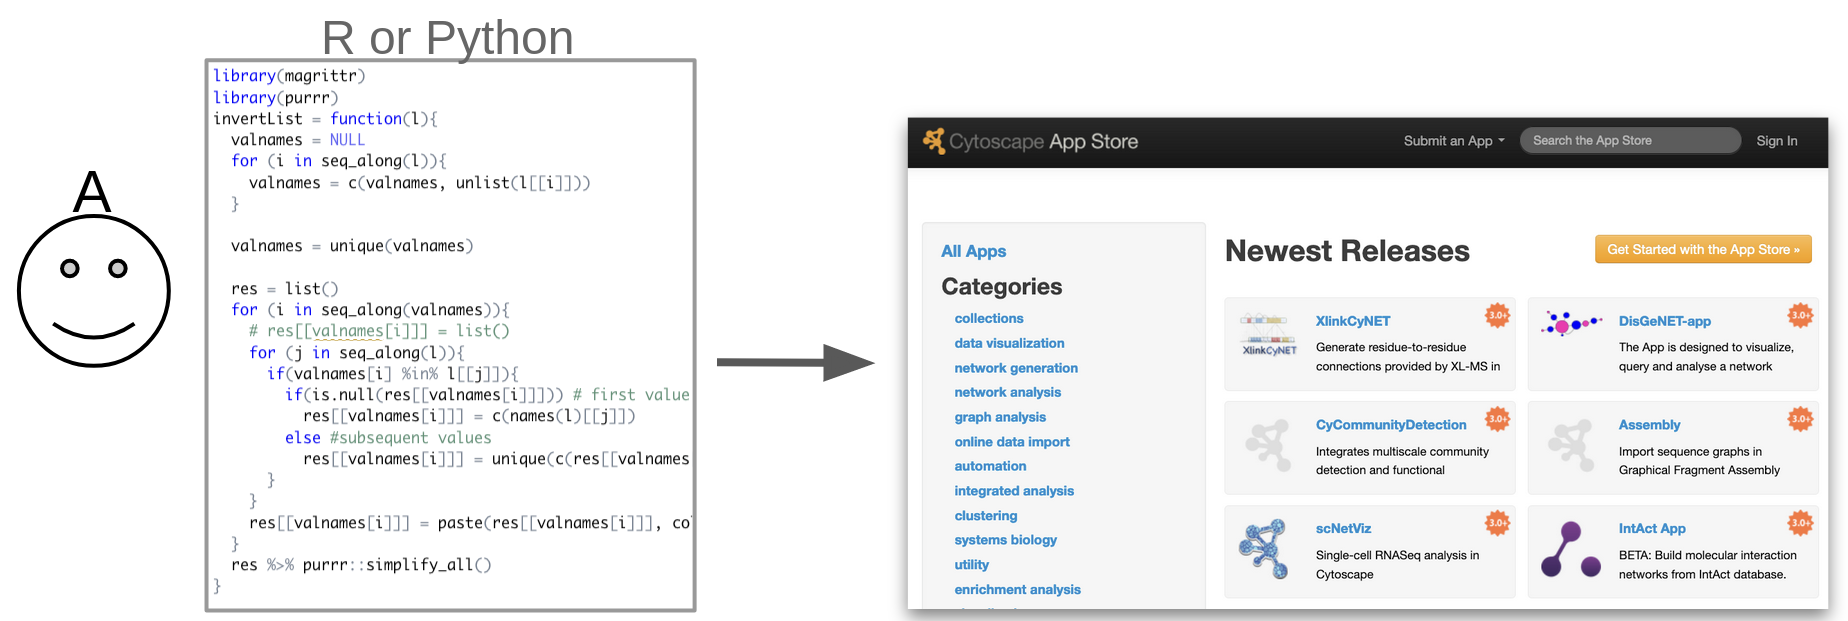 R or Python
A
library(magrittr)
library(purrr)
invertList = function(l){
  valnames = NULL
  for (i in seq_along(l)){
    valnames = c(valnames, unlist(l[[i]]))
  }
  valnames = unique(valnames)
  res = list()
  for (i in seq_along(valnames)){
    # res[[valnames[i]]] = list()
    for (j in seq_along(l)){
      if(valnames[i] %in% l[[j]]){
        if(is.null(res[[valnames[i]]])) # first value
          res[[valnames[i]]] = c(names(l)[[j]])
        else #subsequent values
          res[[valnames[i]]] = unique(c(res[[valnames
      }
    }
    res[[valnames[i]]] = paste(res[[valnames[i]]], co
  }
  res %>% purrr::simplify_all()
}
Cytoscape App Store
Submit an App
Search the App Store
Sign In
All Apps
Categories
collections
data visualization
network generation
network analysis
graph analysis
online data import
automation
integrated analysis
clustering
systems biology
utility
enrichment analysis
Newest Releases
Get Started with the App Store »
XlinkCyNET
XlinkCyNET
3.0+
Generate residue-to-residue
connections provided by XL-MS in
DisGeNET-app
3.0+
The App is designed to visualize,
query and analyse a network
CyCommunityDetection
3.0+
Integrates multiscale community
detection and functional
Assembly
3.0+
Import sequence graphs in
Graphical Fragment Assembly
scNetViz
3.0+
Single-cell RNASeq analysis in
Cytoscape
IntAct App
3.0+
BETA: Build molecular interaction
networks from IntAct database.